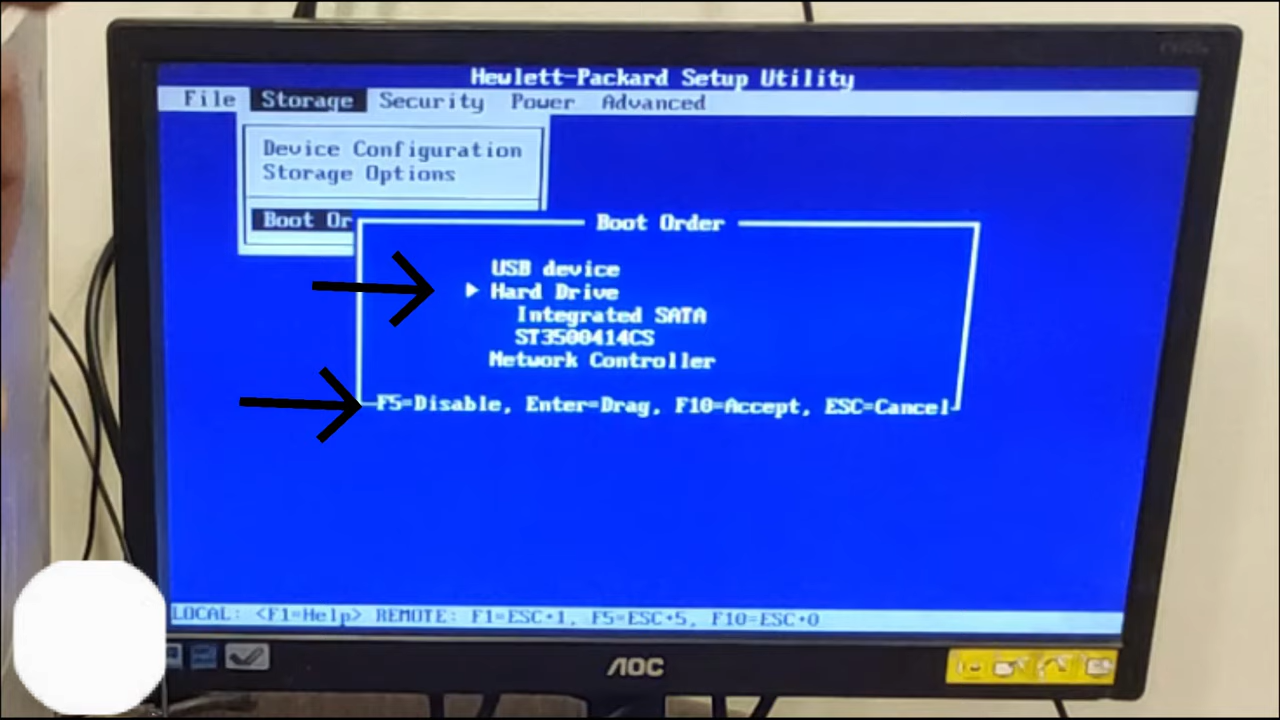 Hewlett-Packard Setup Utility
File Storage Security Power Advanced
Device Configuration
Storage Options
Boot Or
Boot Order
USB device
Hard Drive
Integrated SATA
ST3500414CS
Network Controller
F5=Disable, Enter=Drag, F10=Accept, ESC=Cancel
LOCAL: <F1=Help> REMOTE: F1=ESC+1, F5=ESC+5, F10=ESC+0
AOC